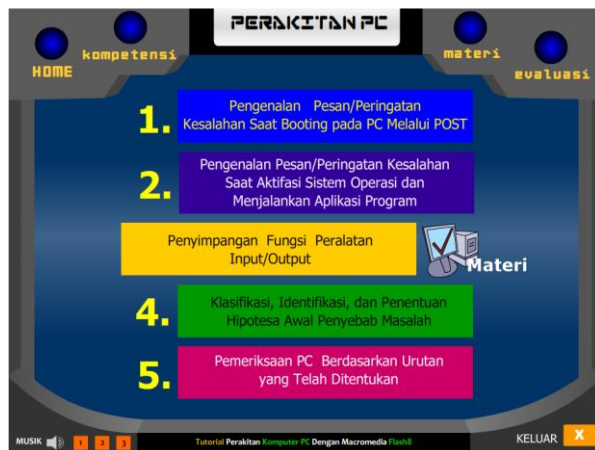 PERAKITAN PC
HOME
kompetensi
materi
evaluasi
1. Pengenalan Pesan/Peringatan
Kesalahan Saat Booting pada PC Melalui POST
2. Pengenalan Pesan/Peringatan Kesalahan
Saat Aktifasi Sistem Operasi dan
Menjalankan Aplikasi Program
Penyimpangan Fungsi Peralatan
Input/Output
Materi
4. Klasifikasi, Identifikasi, dan Penentuan
Hipotesa Awal Penyebab Masalah
5. Pemeriksaan PC Berdasarkan Urutan
yang Telah Ditentukan
MUSIK 1 2 3
Tutorial Perakitan Komputer PC Dengan Macromedia Flash8
KELUAR X